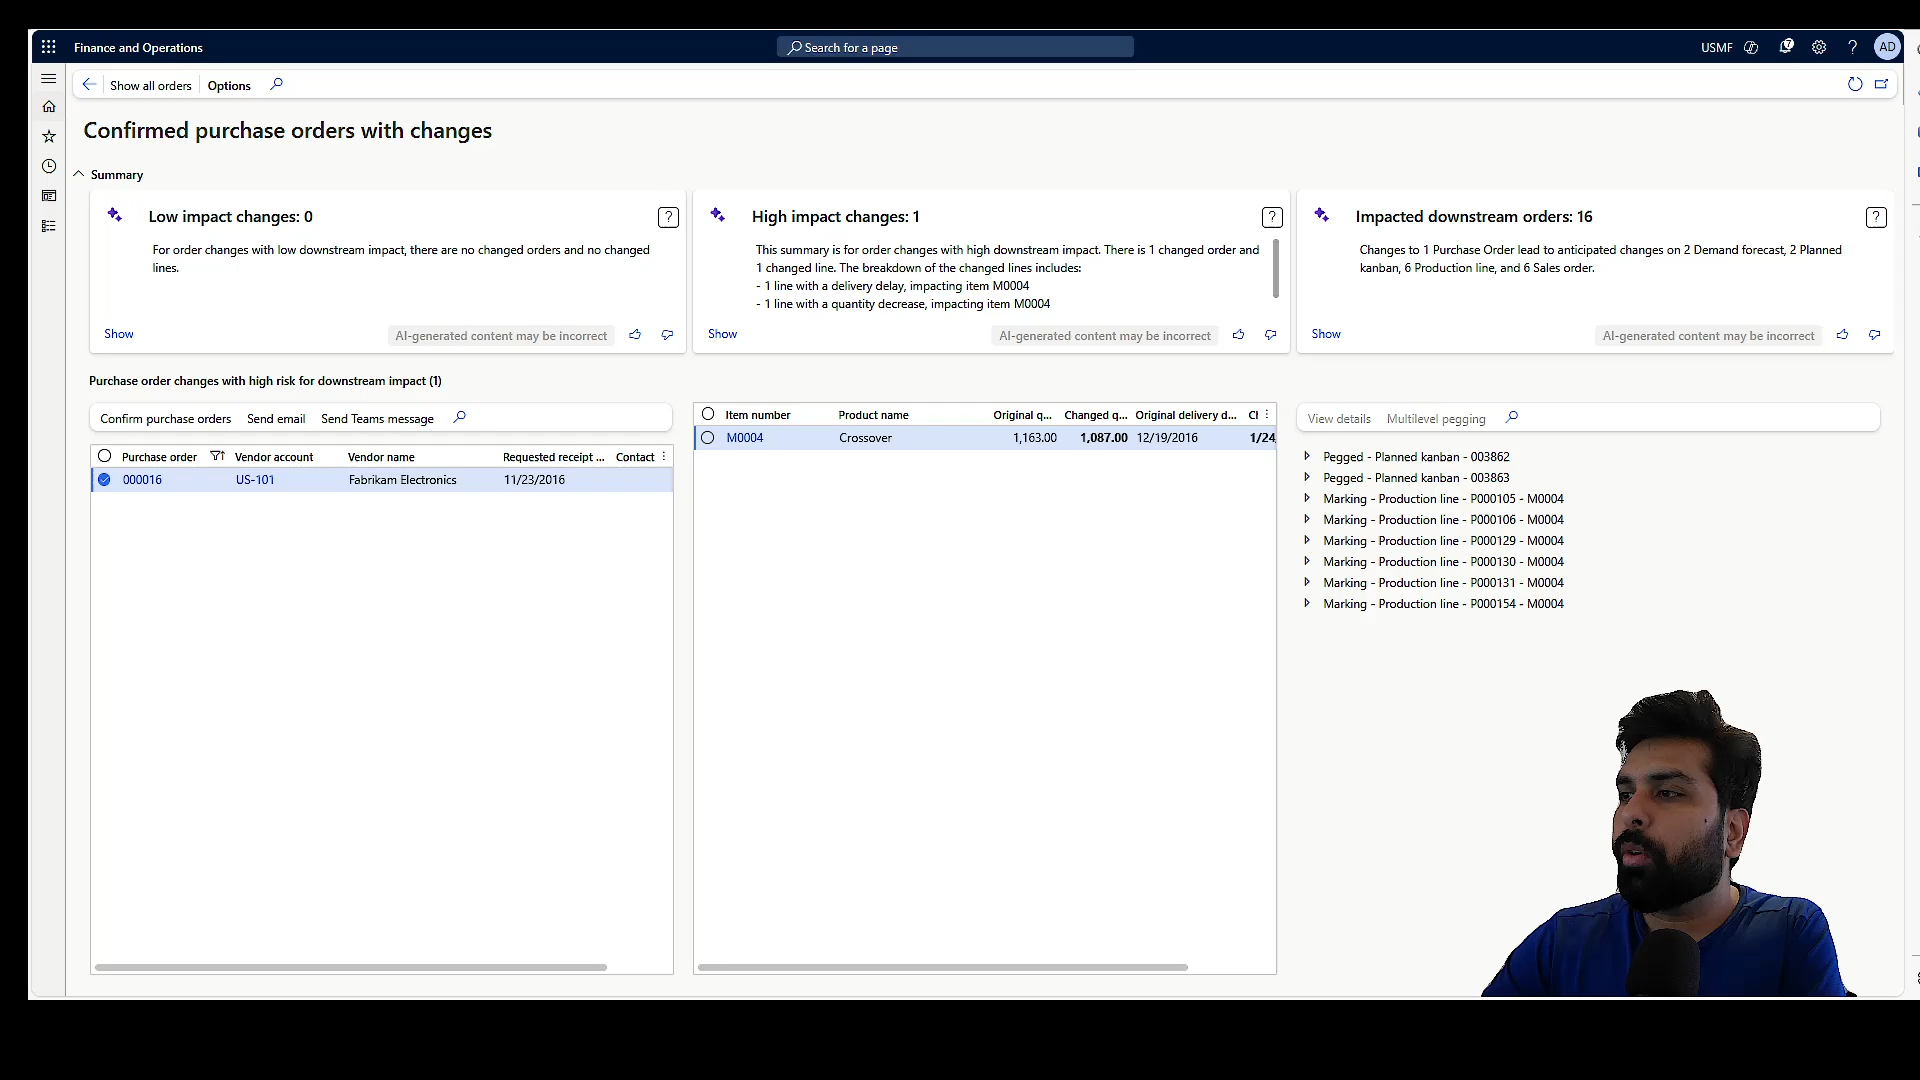 Finance and Operations
Search for a page
USMF
7
?
AD
Show all orders
Options
Confirmed purchase orders with changes
Summary
Low impact changes: 0
?
For order changes with low downstream impact, there are no changed orders and no changed
lines.
Show
AI-generated content may be incorrect
High impact changes: 1
?
This summary is for order changes with high downstream impact. There is 1 changed order and
1 changed line. The breakdown of the changed lines includes:
- 1 line with a delivery delay, impacting item M0004
- 1 line with a quantity decrease, impacting item M0004
Show
AI-generated content may be incorrect
Impacted downstream orders: 16
?
Changes to 1 Purchase Order lead to anticipated changes on 2 Demand forecast, 2 Planned
kanban, 6 Production line, and 6 Sales order.
Show
AI-generated content may be incorrect
Purchase order changes with high risk for downstream impact (1)
Confirm purchase orders Send email Send Teams message
Purchase order Vendor account Vendor name Requested receipt ... Contact
000016 US-101 Fabrikam Electronics 11/23/2016
Item number Product name Original q... Changed q... Original delivery d... Cl
M0004 Crossover 1,163.00 1,087.00 12/19/2016 1/24,
View details Multilevel pegging
Pegged - Planned kanban - 003862
Pegged - Planned kanban - 003863
Marking - Production line - P000105 - M0004
Marking - Production line - P000106 - M0004
Marking - Production line - P000129 - M0004
Marking - Production line - P000130 - M0004
Marking - Production line - P000131 - M0004
Marking - Production line - P000154 - M0004